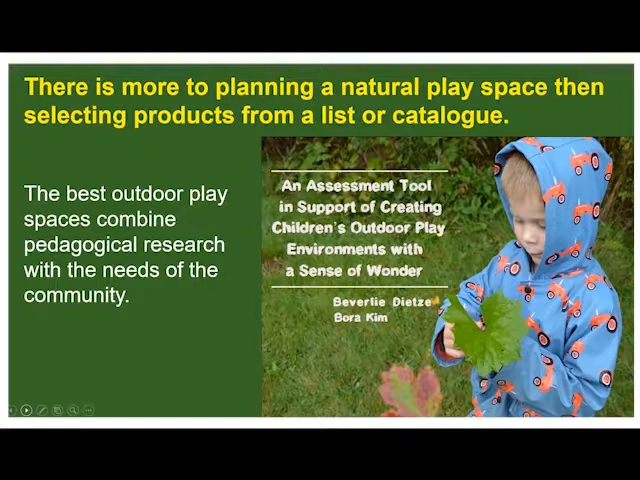 There is more to planning a natural play space then
selecting products from a list or catalogue.
The best outdoor play
spaces combine
pedagogical research
with the needs of the
community.
An Assessment Tool
in Support of Creating
Children's Outdoor Play
Environments with
a Sense of Wonder
Beverlie Dietze
Bora Kim